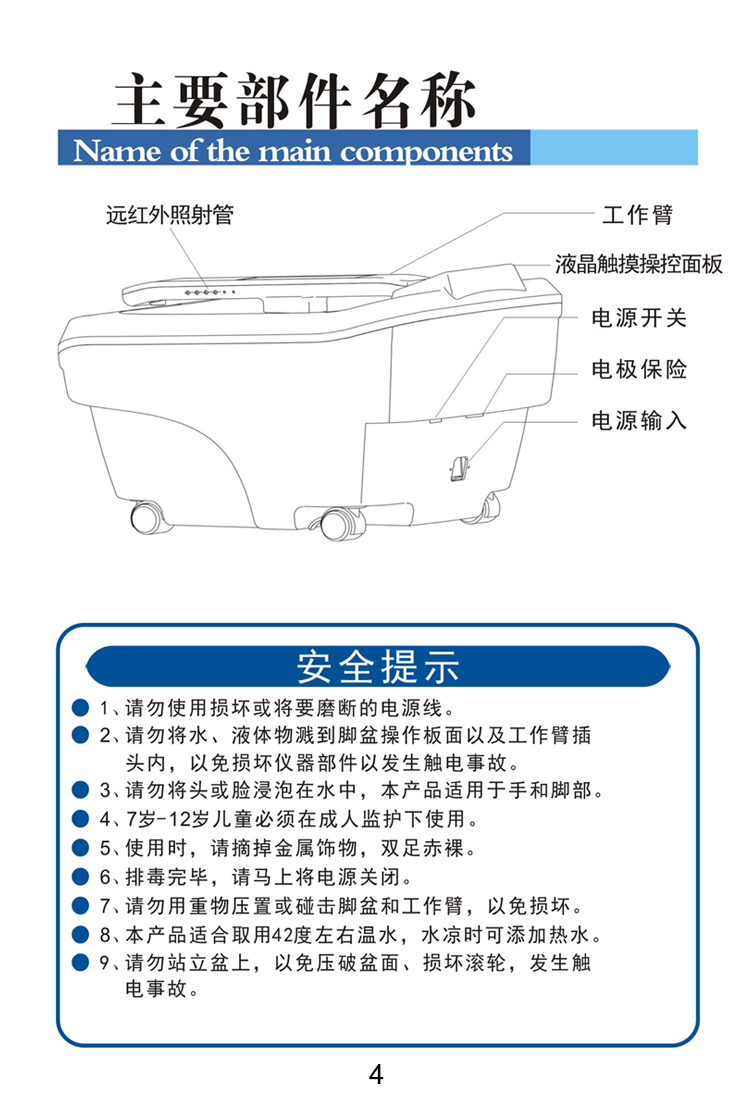 主要部件名称
Name of the main components
远红外照射管
工作臂
液晶触摸操控面板
电源开关
电极保险
电源输入
安全提示
1、请勿使用损坏或将要磨断的电源线。
2、请勿将水、液体物溅到脚盆操作板面以及工作臂插
头内，以免损坏仪器部件以发生触电事故。
3、请勿将头或脸浸泡在水中，本产品适用于手和脚部。
4、7岁-12岁儿童必须在成人监护下使用。
5、使用时，请摘掉金属饰物，双足赤裸。
6、排毒完毕，请马上将电源关闭。
7、请勿用重物压置或碰击脚盆和工作臂，以免损坏。
8、本产品适合取用42度左右温水，水凉时可添加热水。
9、请勿站立盆上，以免压破盆面、损坏滚轮，发生触
电事故。
4